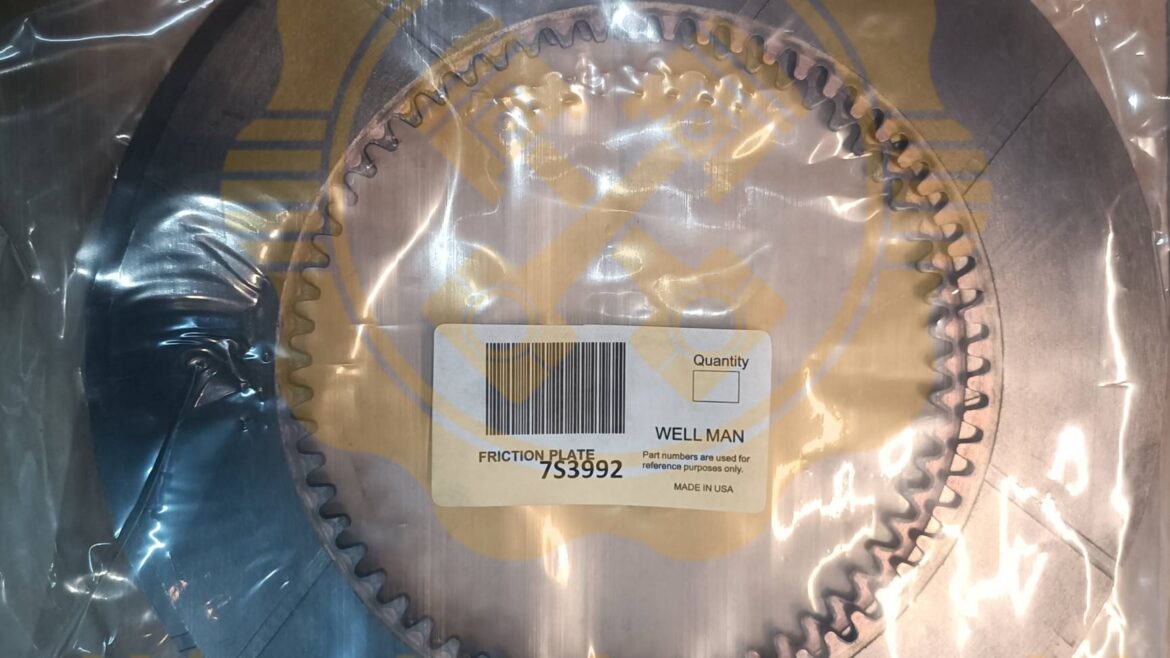 Quantity
WELL MAN
FRICTION PLATE
7S3992
Part numbers are used for
reference purposes only.
MADE IN USA